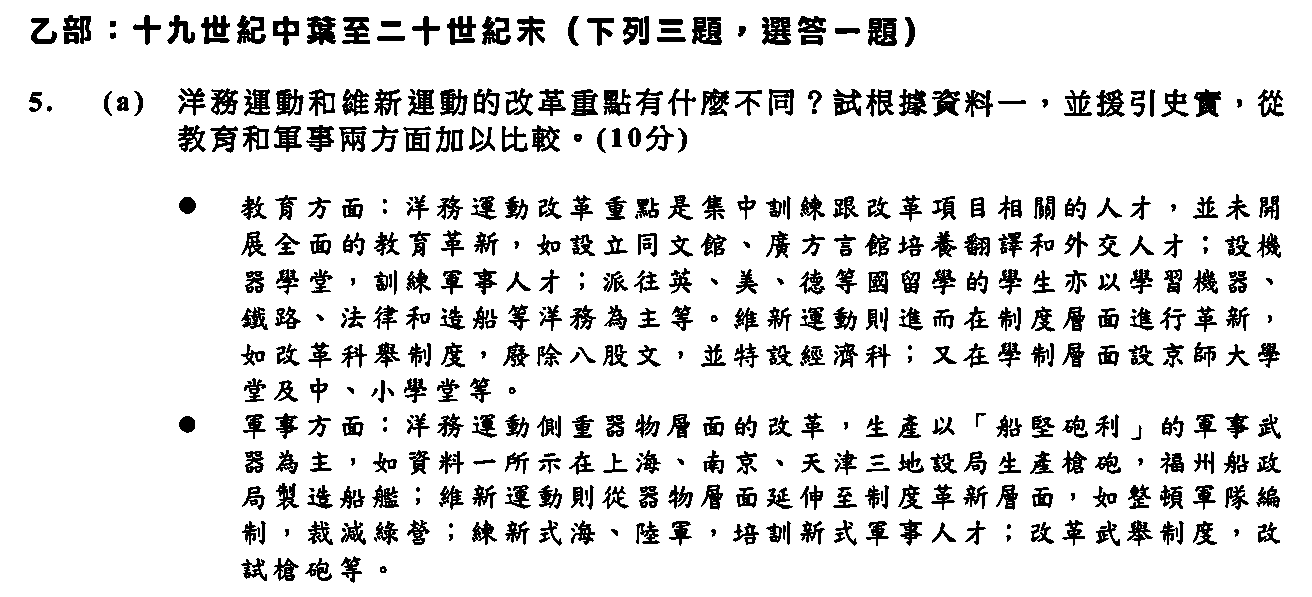 乙部：十九世紀中葉至二十世紀末（下列三題，選答一題）
5. (a) 洋務運動和維新運動的改革重點有什麼不同？試根據資料一，並援引史實，從
教育和軍事兩方面加以比較。(10分)
● 教育方面：洋務運動改革重點是集中訓練跟改革項目相關的人才，並未開
展全面的教育革新，如設立同文館、廣方言館培養翻譯和外交人才；設機
器學堂，訓練軍事人才；派往英、美、德等國留學的學生亦以學習機器、
鐵路、法律和造船等洋務為主等。維新運動則進而在制度層面進行革新，
如改革科舉制度，廢除八股文，並特設經濟科；又在學制層面設京師大學
堂及中、小學堂等。
● 軍事方面：洋務運動側重器物層面的改革，生產以「船堅砲利」的軍事武
器為主，如資料一所示在上海、南京、天津三地設局生產槍砲，福州船政
局製造船艦；維新運動則從器物層面延伸至制度革新層面，如整頓軍隊編
制，裁減綠營；練新式海、陸軍，培訓新式軍事人才；改革武舉制度，改
試槍砲等。